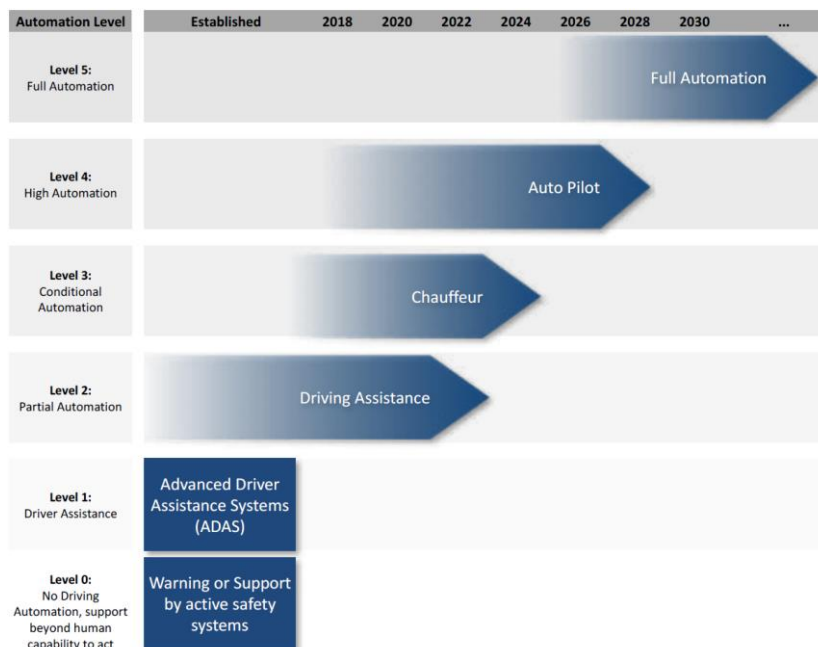 Automation Level Established 2018 2020 2022 2024 2026 2028 2030 ...
Level 5:
Full Automation
Full Automation
Level 4:
High Automation
Auto Pilot
Level 3:
Conditional
Automation
Chauffeur
Level 2:
Partial Automation
Driving Assistance
Level 1:
Driver Assistance
Advanced Driver
Assistance Systems
(ADAS)
Level 0:
No Driving
Automation, support
beyond human
capability to act
Warning or Support
by active safety
systems